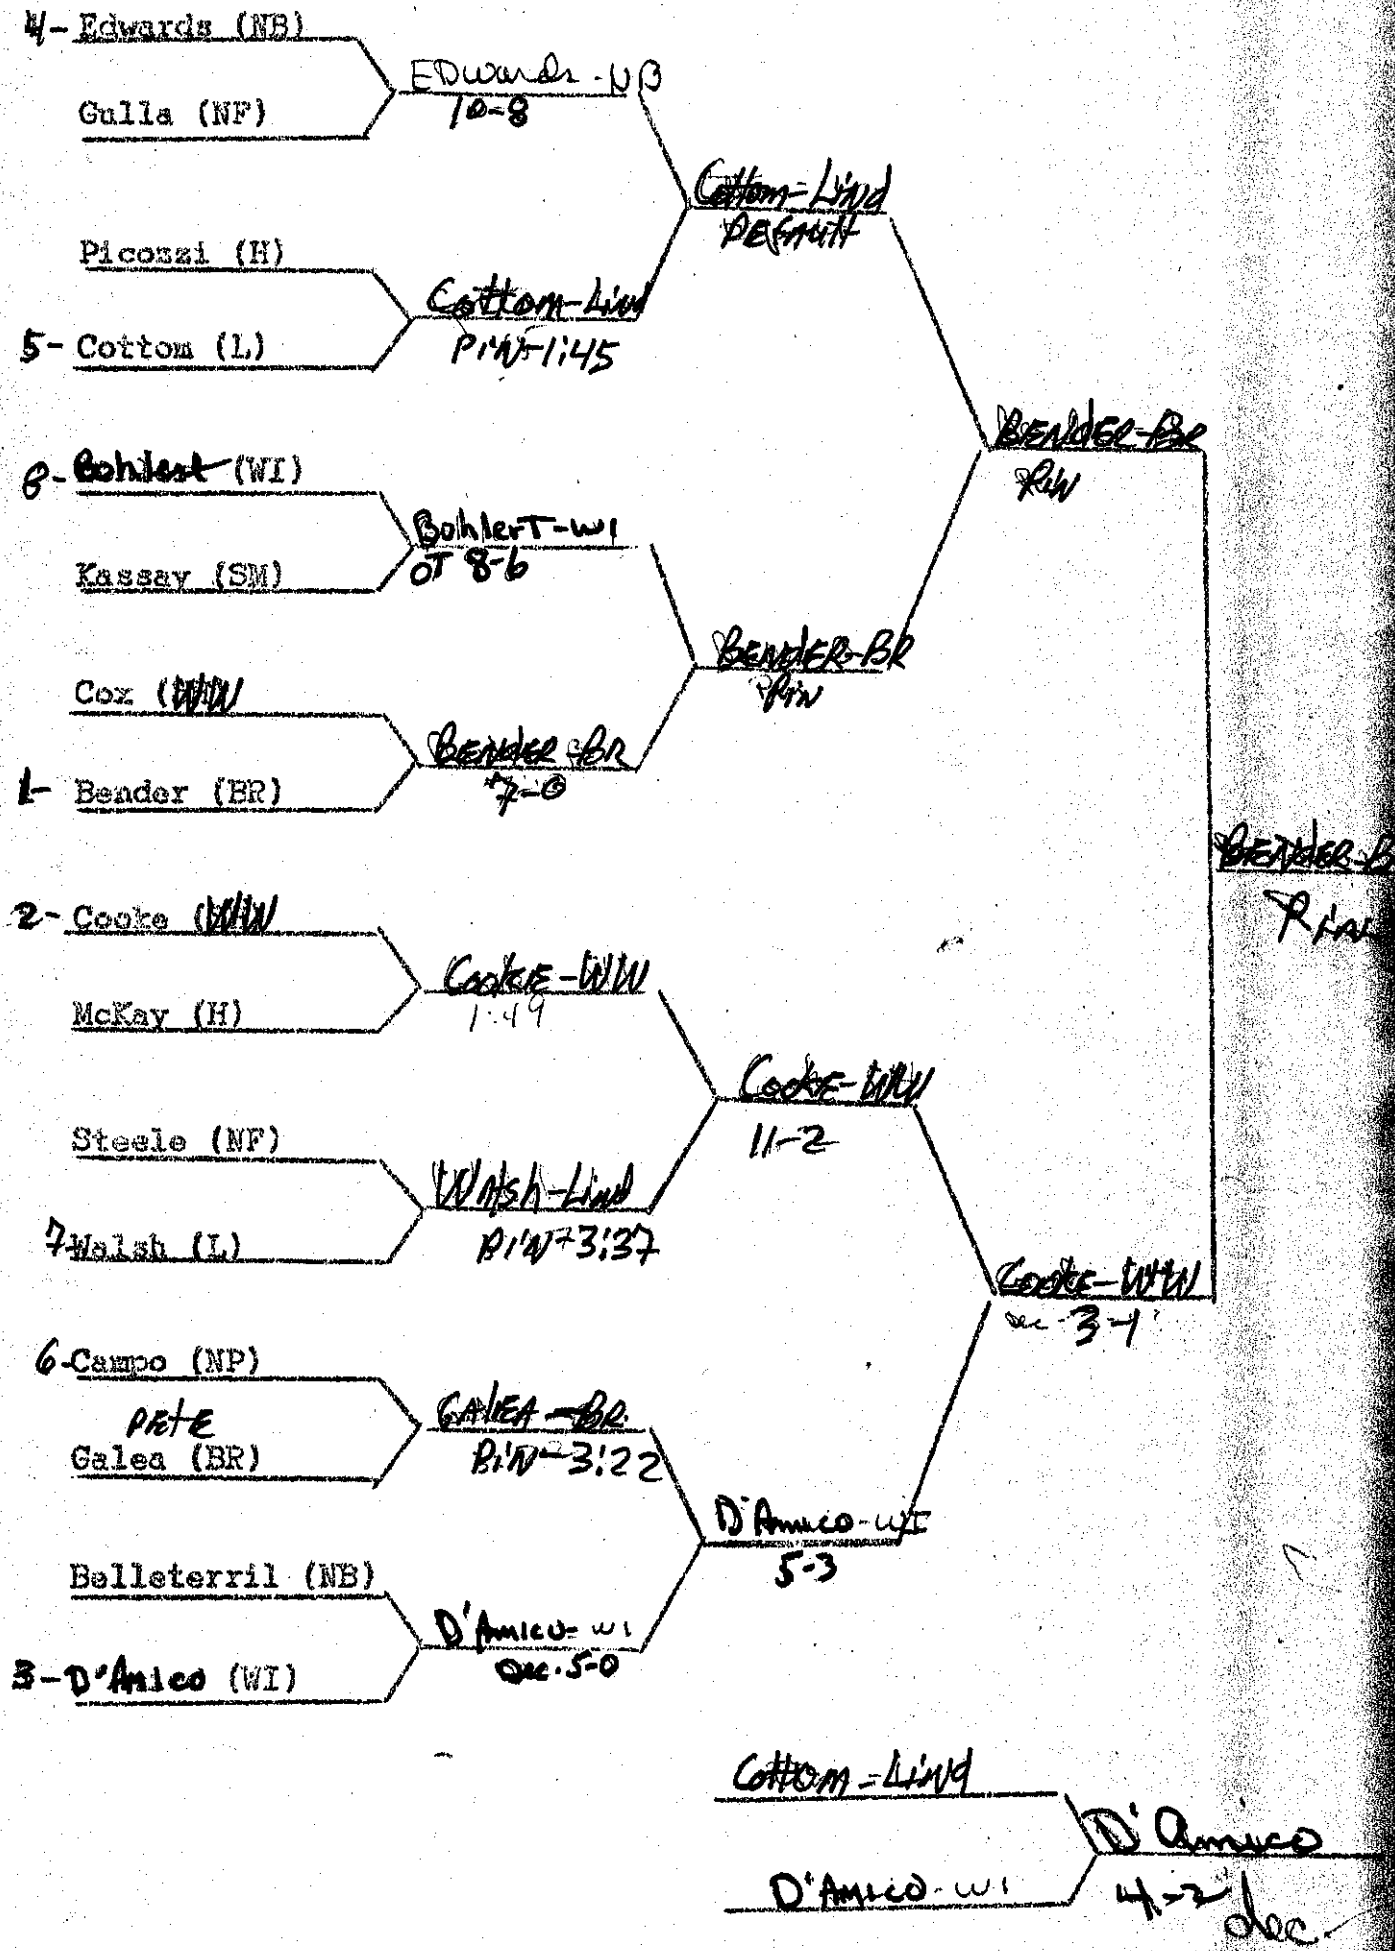 4- Edwards (NB)
EDwards-NB
10-8
Gulla (NF)
Cottom-Lind
DEFAUlt
Picozzi (H)
Cottom-Lind
PiN-1:45
5- Cottom (L)
BENdER-BR
PiN
8- Bohlert (WI)
BohlerT-WI
OT 8-6
Kassay (SM)
BENdER-BR
PiN
Cox (WW
BENdER-BR
7-0
1- Bender (BR)
BENdER-B
PiN
2- Cooke (WW
CookE-WW
1:49
McKay (H)
CookE-WW
11-2
Steele (NF)
WAlsh-Lind
PiN-3:37
7-Walsh (L)
CookE-WW
dec 3-1
6-Campo (NP)
GAlEA-BR
PiN-3:22
PEtE
Galea (BR)
D'Amico-WI
5-3
Belleterril (NB)
D'Amico-WI
Dec. 5-0
3-D'Amico (WI)
Cottom-Lind
D'Amico
4-2 dec.
D'Amico-WI